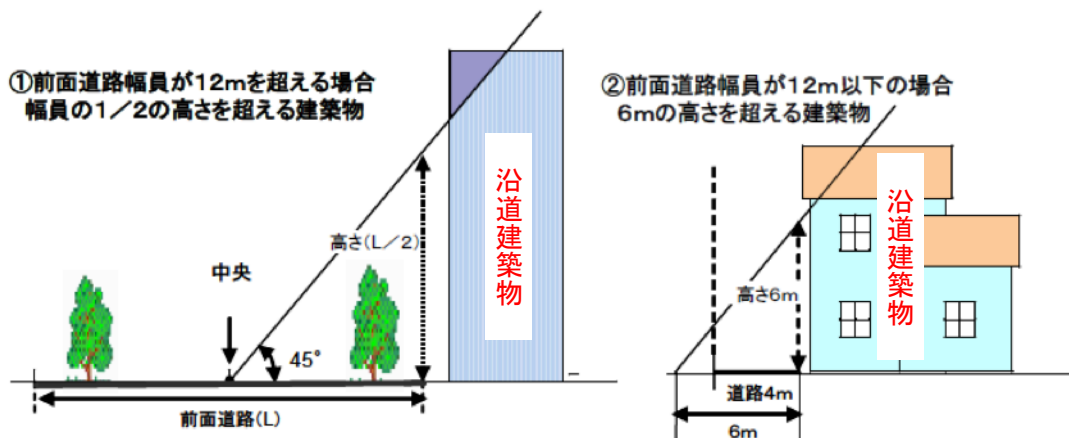 ①前面道路幅員が12mを超える場合
幅員の1/2の高さを超える建築物
沿道建築物
高さ(L/2)
中央
45°
前面道路(L)
②前面道路幅員が12m以下の場合
6mの高さを超える建築物
沿道建築物
高さ6m
道路4m
6m